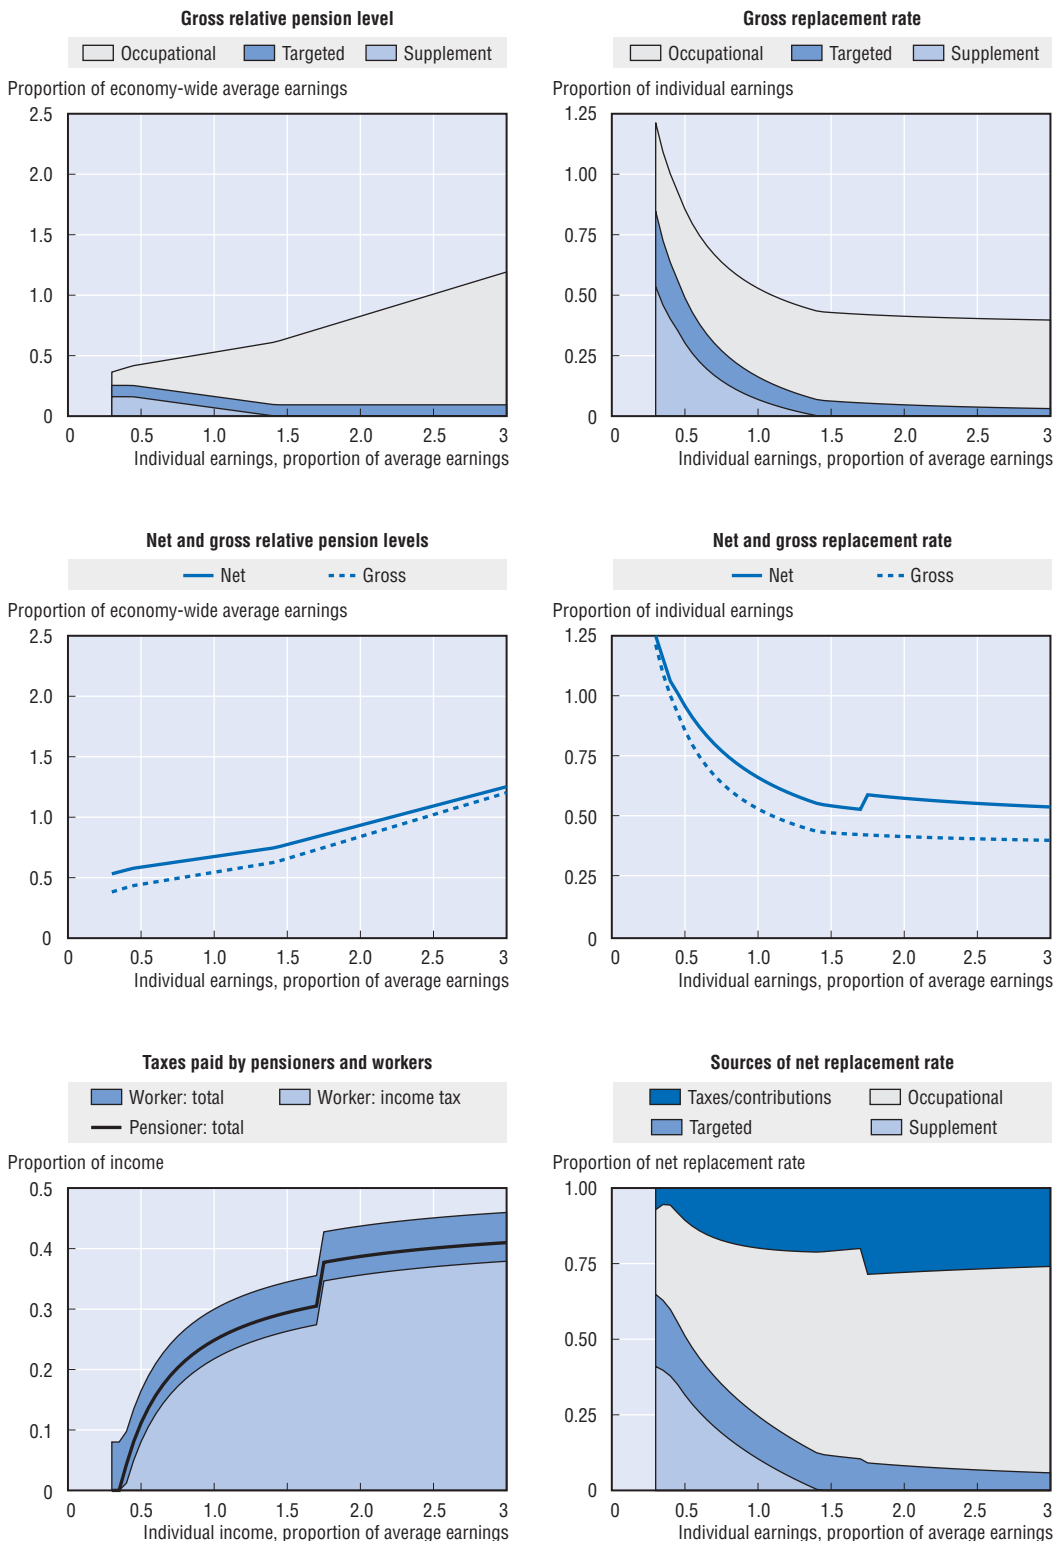 Gross relative pension level
Occupational Targeted Supplement
Proportion of economy-wide average earnings
2.5
2.0
1.5
1.0
0.5
0
0 0.5 1.0 1.5 2.0 2.5 3
Individual earnings, proportion of average earnings
Gross replacement rate
Occupational Targeted Supplement
Proportion of individual earnings
1.25
1.00
0.75
0.50
0.25
0
0 0.5 1.0 1.5 2.0 2.5 3
Individual earnings, proportion of average earnings
Net and gross relative pension levels
Net Gross
Proportion of economy-wide average earnings
2.5
2.0
1.5
1.0
0.5
0
0 0.5 1.0 1.5 2.0 2.5 3
Individual earnings, proportion of average earnings
Net and gross replacement rate
Net Gross
Proportion of individual earnings
1.25
1.00
0.75
0.50
0.25
0
0 0.5 1.0 1.5 2.0 2.5 3
Individual earnings, proportion of average earnings
Taxes paid by pensioners and workers
Worker: total Worker: income tax
Pensioner: total
Proportion of income
0.5
0.4
0.3
0.2
0.1
0
0 0.5 1.0 1.5 2.0 2.5 3
Individual income, proportion of average earnings
Sources of net replacement rate
Taxes/contributions Occupational
Targeted Supplement
Proportion of net replacement rate
1.00
0.75
0.50
0.25
0
0 0.5 1.0 1.5 2.0 2.5 3
Individual earnings, proportion of average earnings